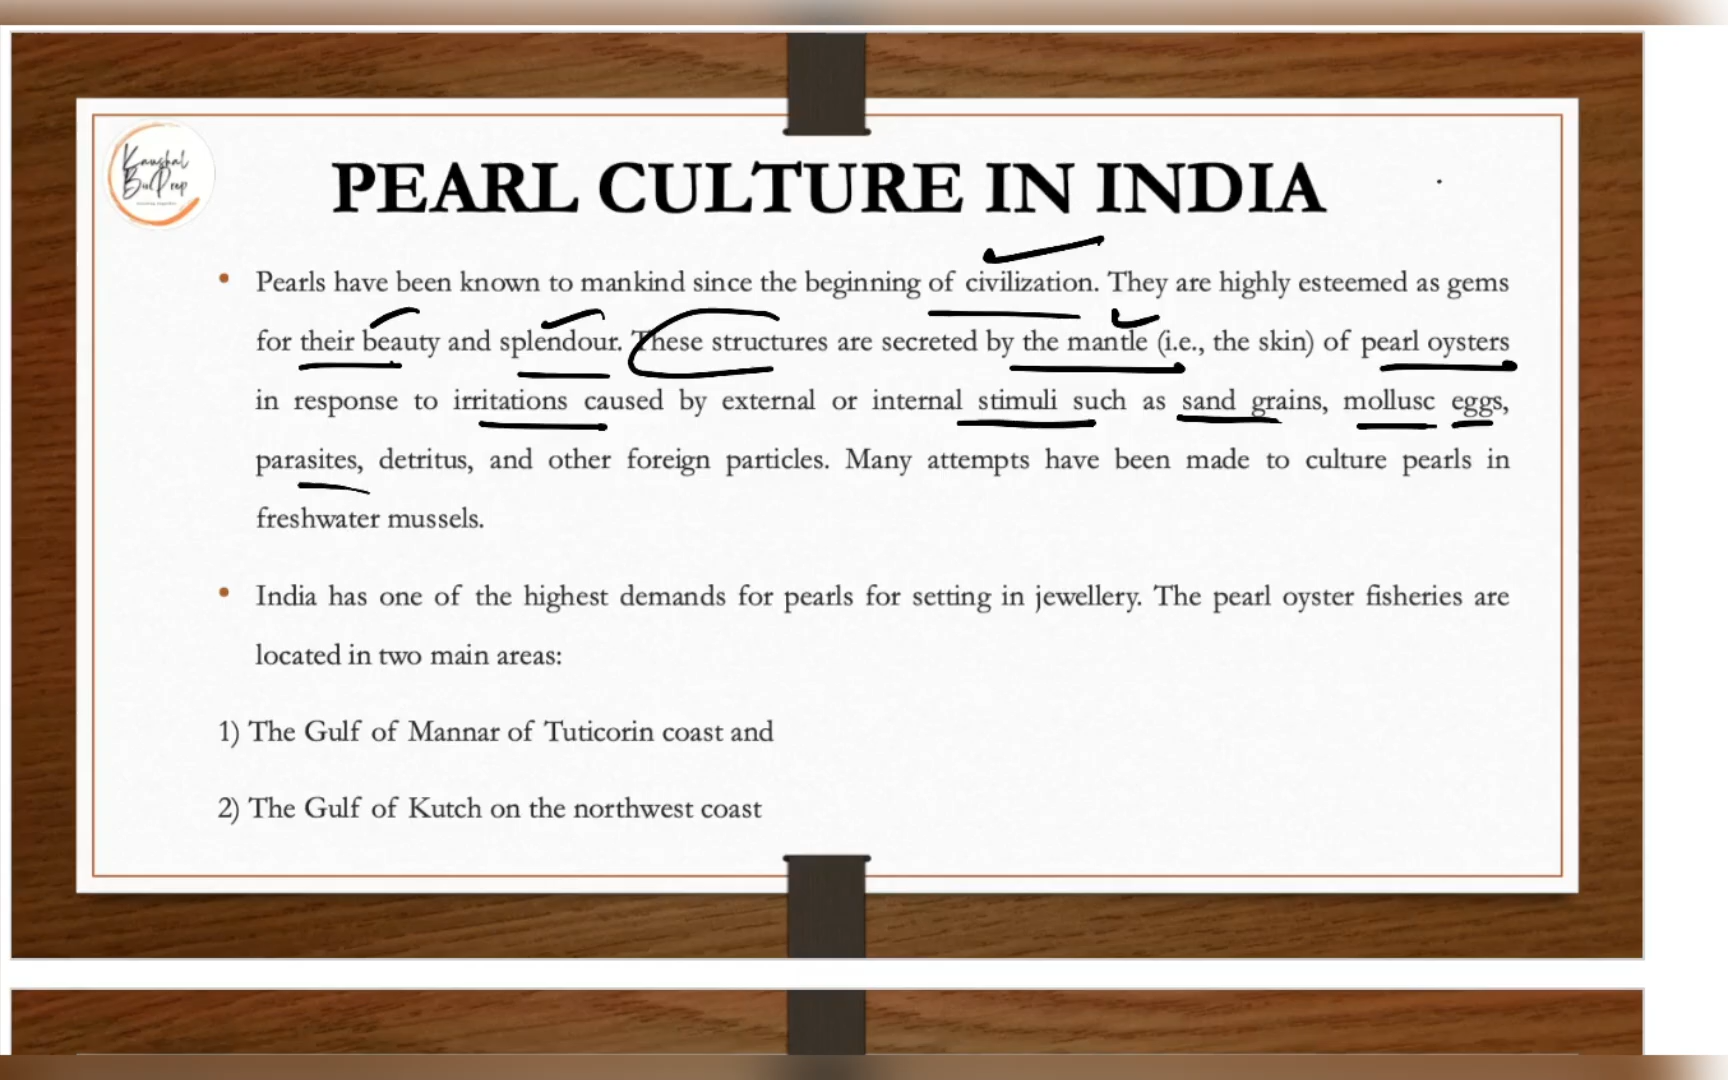 Kaushal
BioPrep
PEARL CULTURE IN INDIA
• Pearls have been known to mankind since the beginning of civilization. They are highly esteemed as gems
for their beauty and splendour. These structures are secreted by the mantle (i.e., the skin) of pearl oysters
in response to irritations caused by external or internal stimuli such as sand grains, mollusc eggs,
parasites, detritus, and other foreign particles. Many attempts have been made to culture pearls in
freshwater mussels.
• India has one of the highest demands for pearls for setting in jewellery. The pearl oyster fisheries are
located in two main areas:
1) The Gulf of Mannar of Tuticorin coast and
2) The Gulf of Kutch on the northwest coast